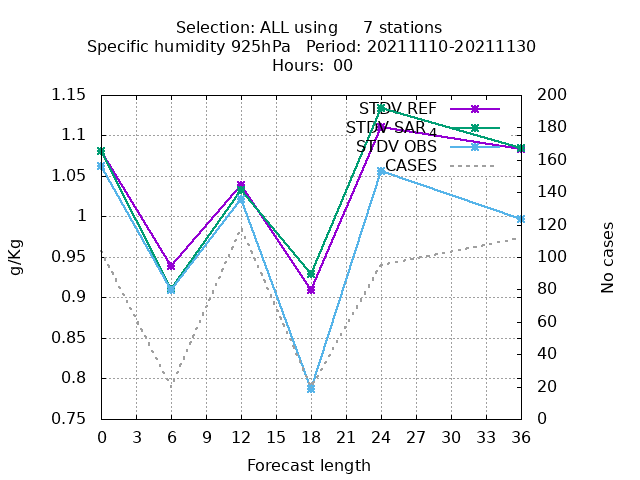 Selection: ALL using 7 stations
Specific humidity 925hPa Period: 20211110-20211130
Hours: 00
1.15
1.1
1.05
1
0.95
0.9
0.85
0.8
0.75
g/Kg
STDV REF
STDV SAR_4
STDV OBS
CASES
200
180
160
140
120
100
80
60
40
20
0
No cases
0 3 6 9 12 15 18 21 24 27 30 33 36
Forecast length